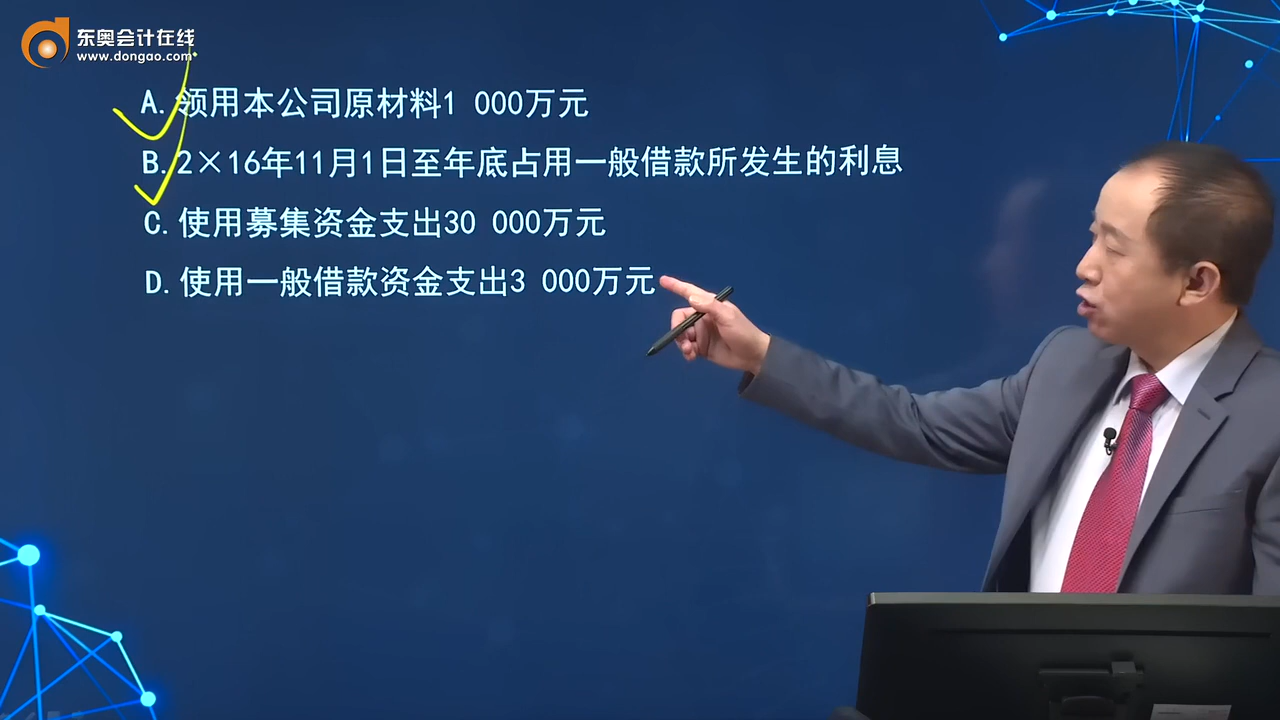 东奥会计在线
www.dongao.com
A.领用本公司原材料1 000万元
B.2×16年11月1日至年底占用一般借款所发生的利息
C.使用募集资金支出30 000万元
D.使用一般借款资金支出3 000万元